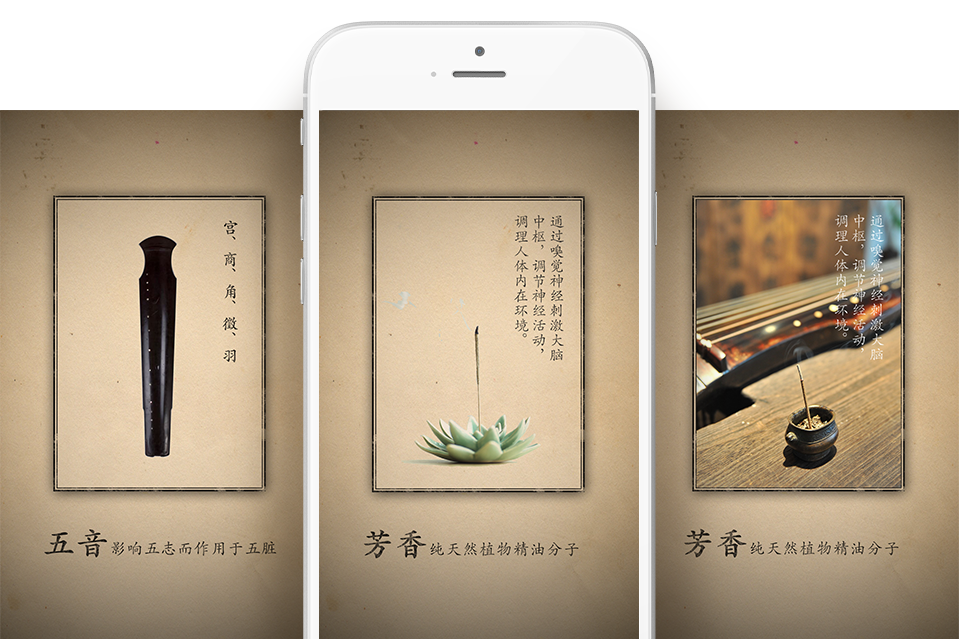 宫、商、角、徵、羽
五音 影响五志而作用于五脏
通过嗅觉神经刺激大脑
中枢，调节神经活动，
调理人体内在环境。
芳香 纯天然植物精油分子
通过嗅觉神经刺激大脑
中枢，调节神经活动，
调理人体内在环境。
芳香 纯天然植物精油分子